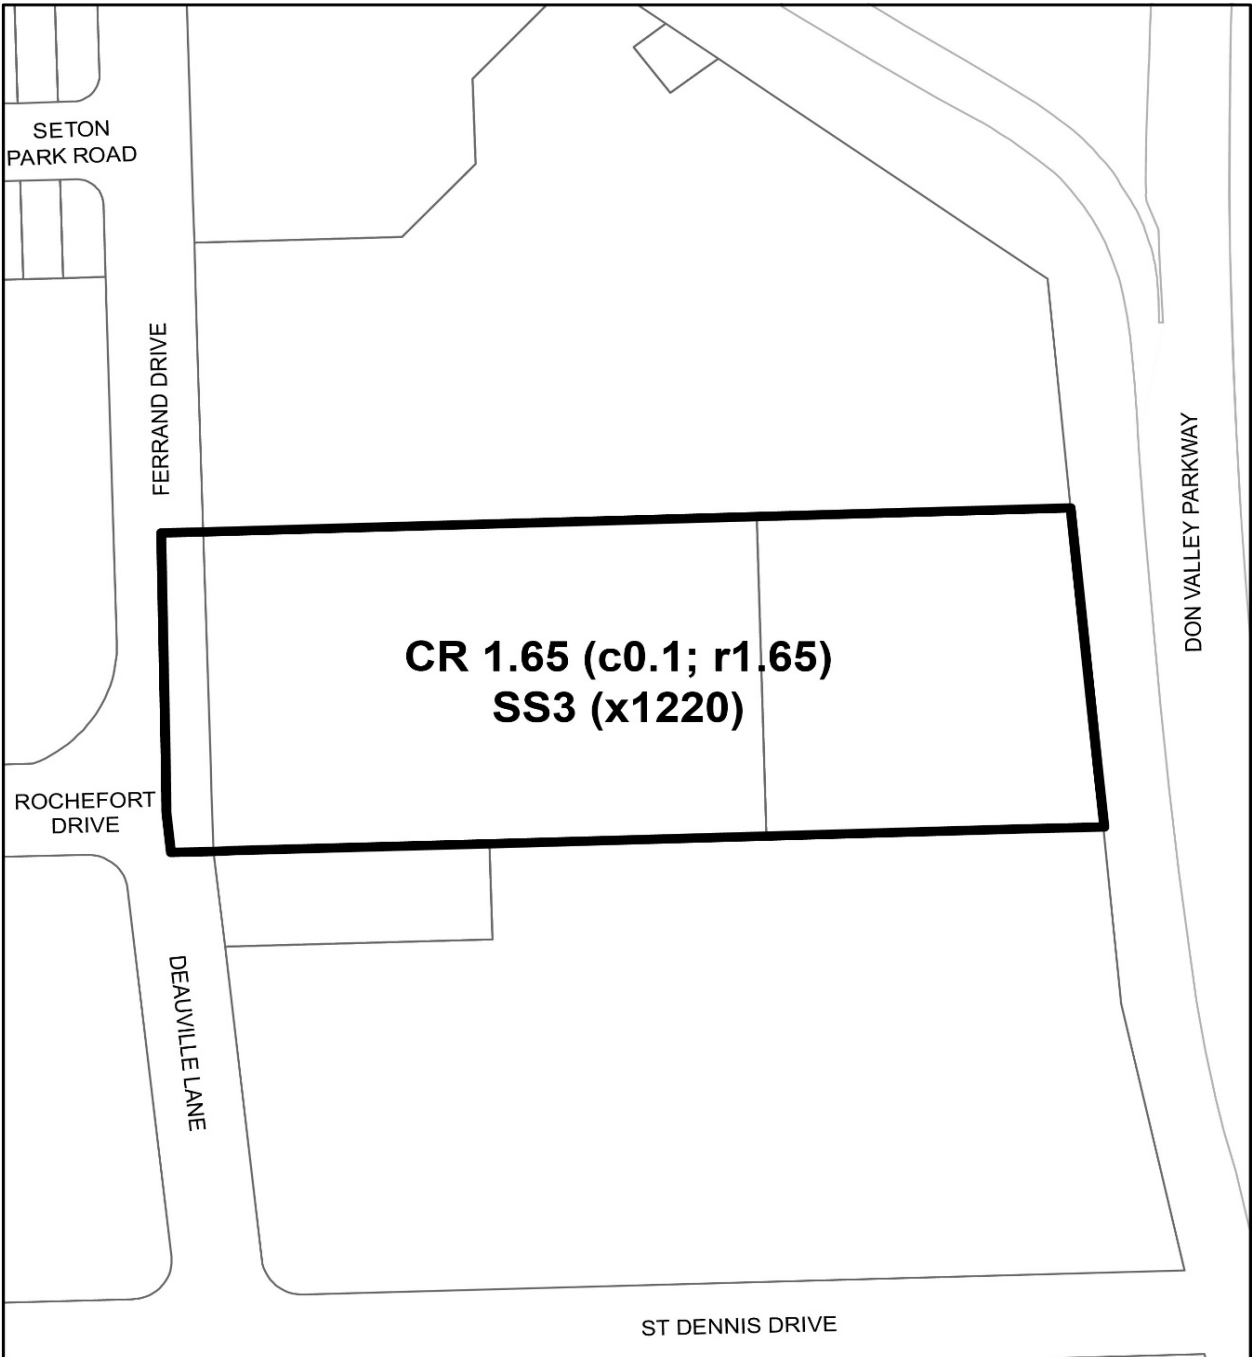 SETON
PARK ROAD
FERRAND DRIVE
DON VALLEY PARKWAY
CR 1.65 (c0.1; r1.65)
SS3 (x1220)
ROCHEFORT
DRIVE
DEAUVILLE LANE
ST DENNIS DRIVE